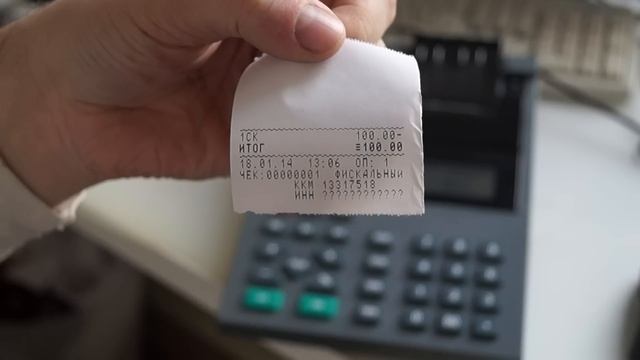 1СК 100.00-
ИТОГ ≡100.00
18.01.14 13:06 ОП: 1
ЧЕК:00000001 ФИСКАЛЬНЫЙ
ККМ 13317518
ИНН ????????????